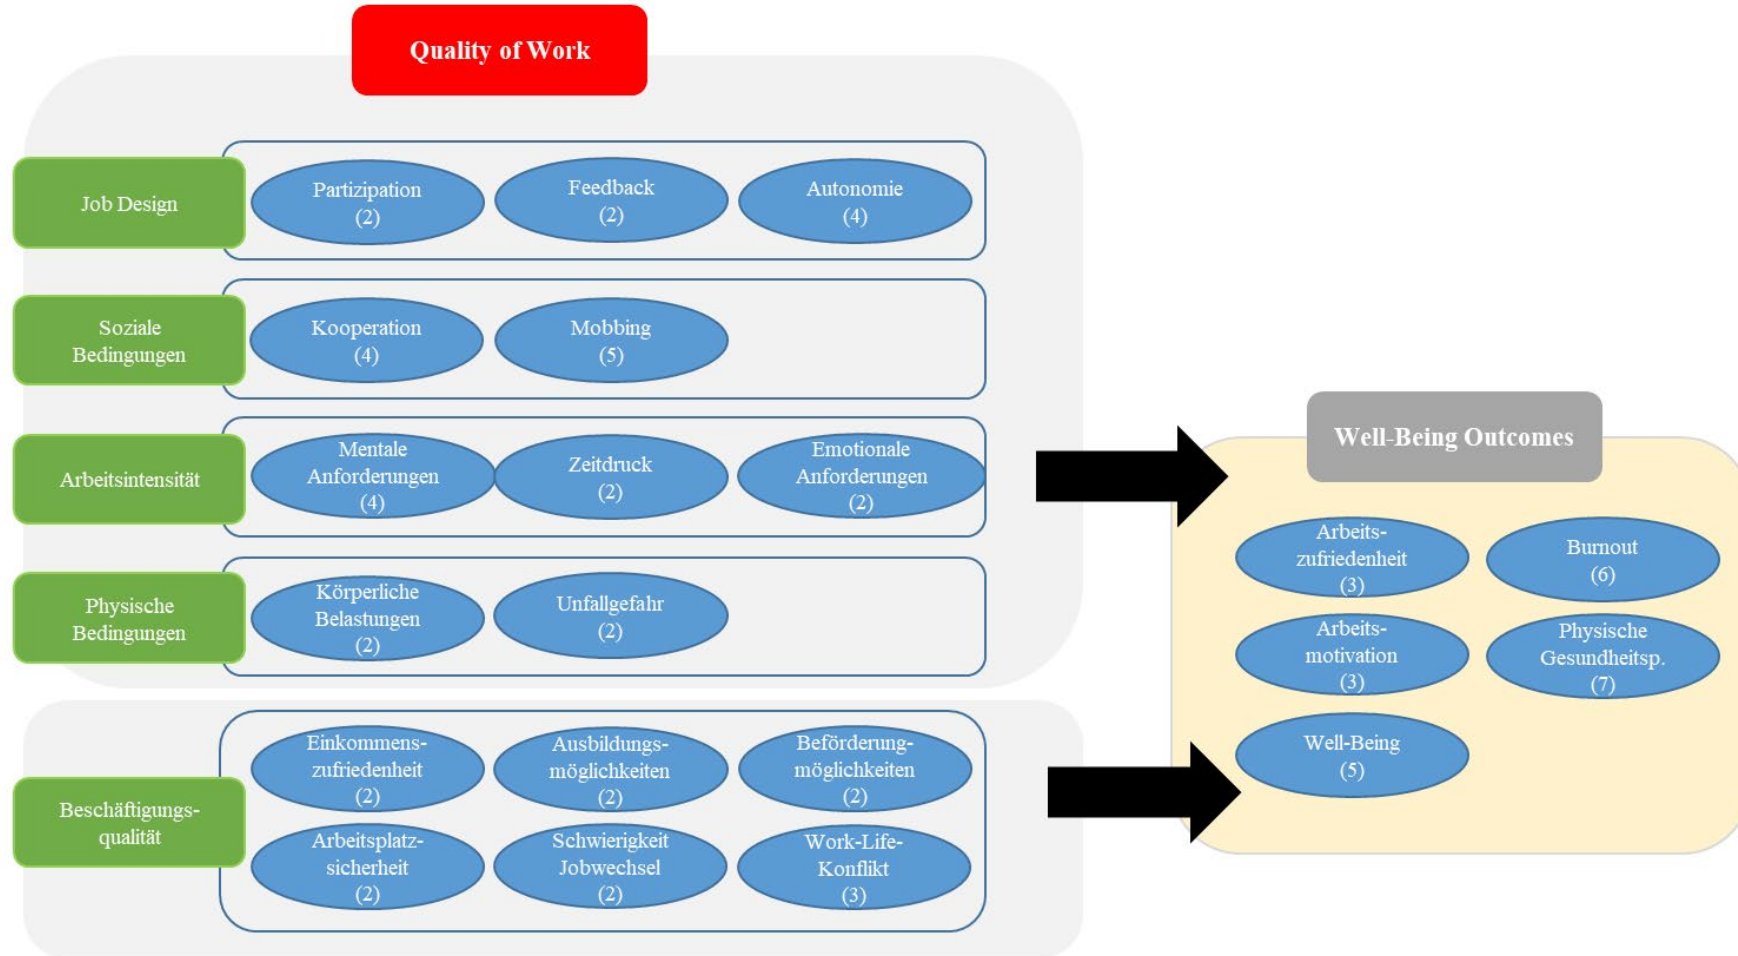 Quality of Work
Job Design
Partizipation
(2)
Feedback
(2)
Autonomie
(4)
Soziale
Bedingungen
Kooperation
(4)
Mobbing
(5)
Arbeitsintensität
Mentale
Anforderungen
(4)
Zeitdruck
(2)
Emotionale
Anforderungen
(2)
Physische
Bedingungen
Körperliche
Belastungen
(2)
Unfallgefahr
(2)
Beschäftigungs-
qualität
Einkommens-
zufriedenheit
(2)
Ausbildungs-
möglichkeiten
(2)
Beförderung-
möglichkeiten
(2)
Arbeitsplatz-
sicherheit
(2)
Schwierigkeit
Jobwechsel
(2)
Work-Life-
Konflikt
(3)
Well-Being Outcomes
Arbeits-
zufriedenheit
(3)
Burnout
(6)
Arbeits-
motivation
(3)
Physische
Gesundheitsp.
(7)
Well-Being
(5)